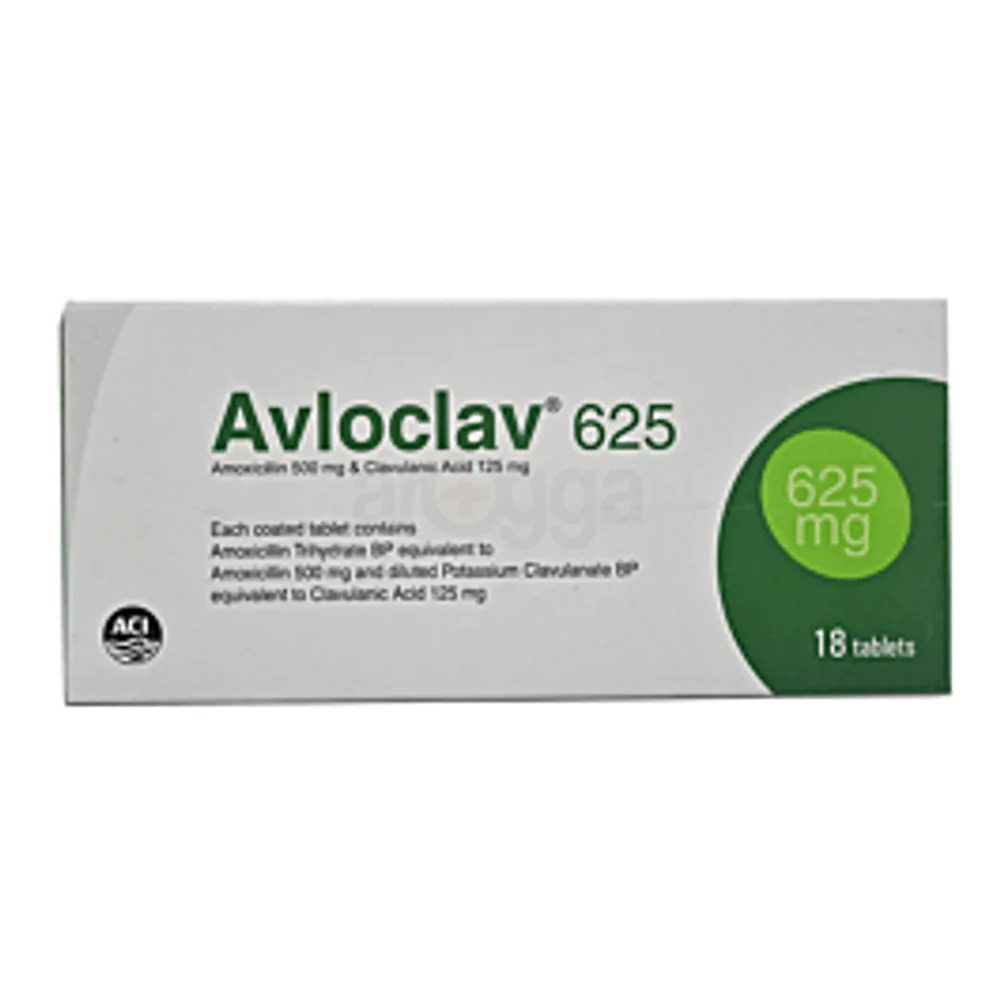 Avloclav® 625
Amoxicillin 500 mg & Clavulanic Acid 125 mg
arogga
Each coated tablet contains
Amoxicillin Trihydrate BP equivalent to
Amoxicillin 500 mg and diluted Potassium Clavulanate BP
equivalent to Clavulanic Acid 125 mg
625
mg
ACI
18 tablets